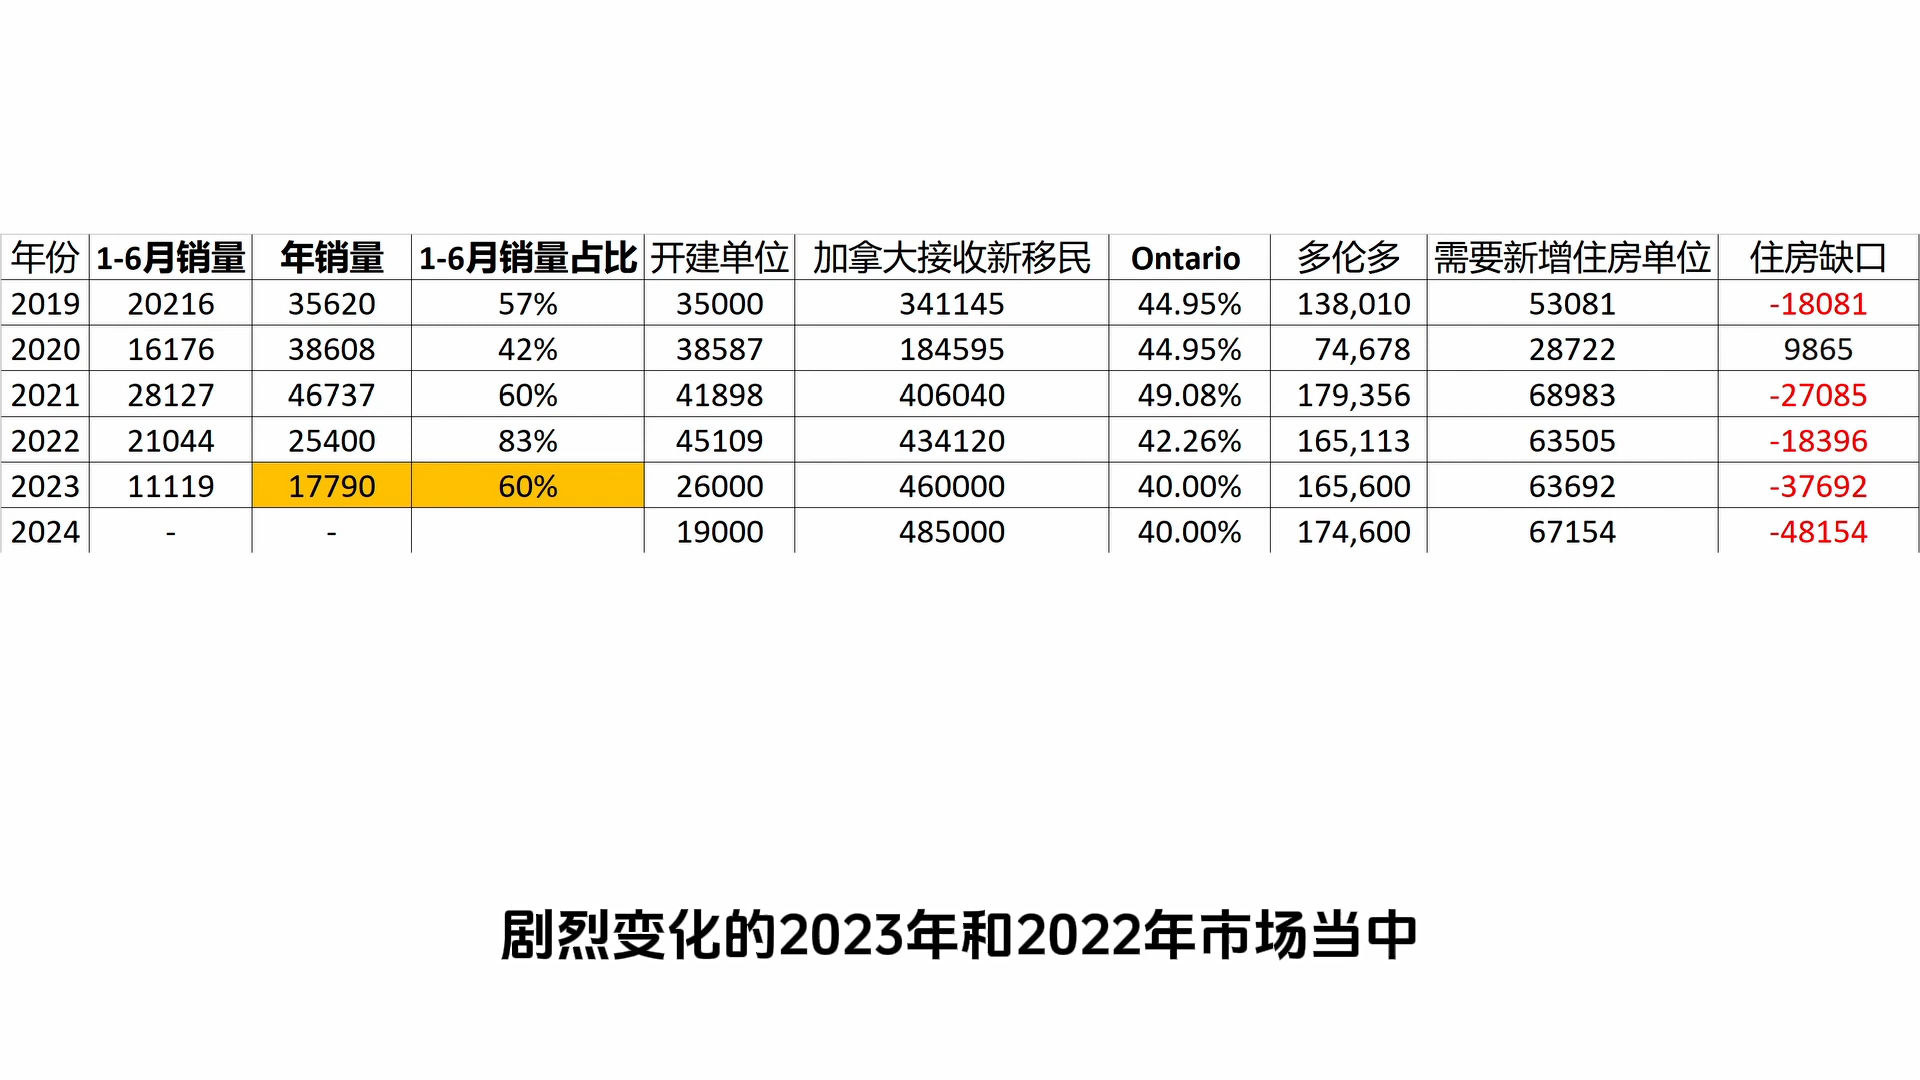 年份 1-6月销量 年销量 1-6月销量占比 开建单位 加拿大接收新移民 Ontario 多伦多 需要新增住房单位 住房缺口
2019 20216 35620 57% 35000 341145 44.95% 138,010 53081 -18081
2020 16176 38608 42% 38587 184595 44.95% 74,678 28722 9865
2021 28127 46737 60% 41898 406040 49.08% 179,356 68983 -27085
2022 21044 25400 83% 45109 434120 42.26% 165,113 63505 -18396
2023 11119 17790 60% 26000 460000 40.00% 165,600 63692 -37692
2024 - - 19000 485000 40.00% 174,600 67154 -48154
剧烈变化的2023年和2022年市场当中